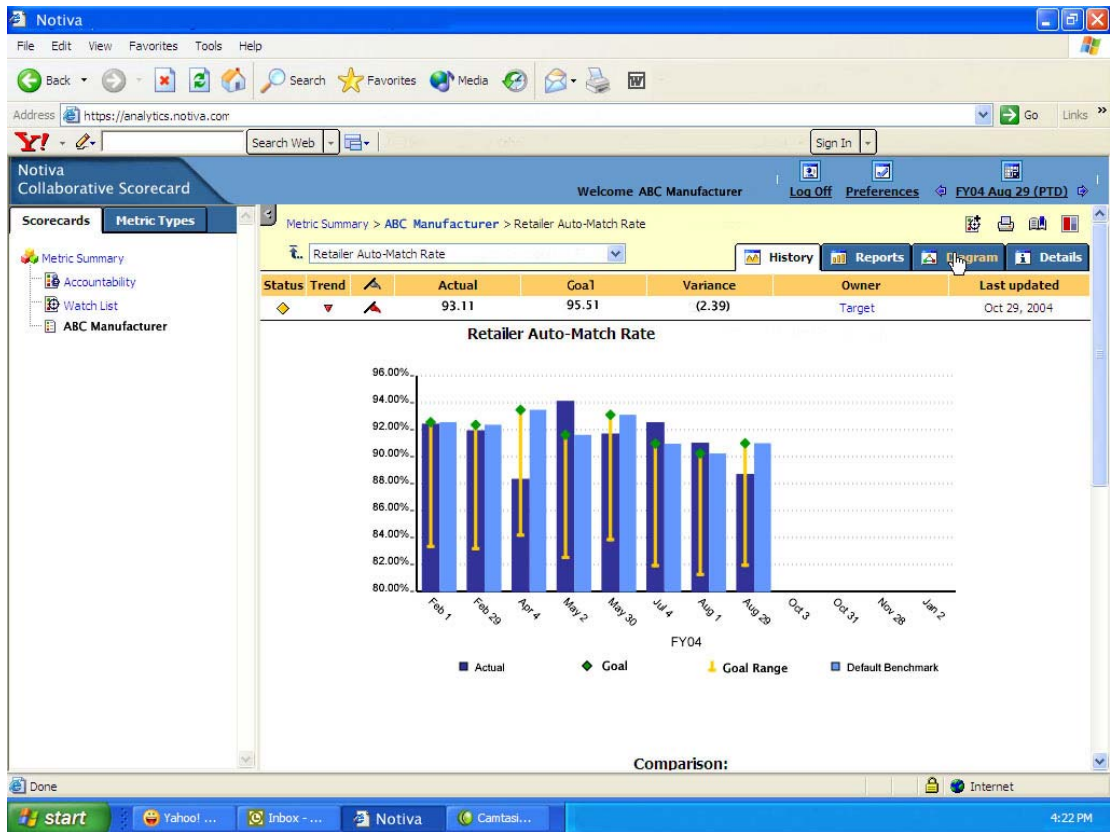 Notiva
File Edit View Favorites Tools Help
Back Search Favorites Media
Address https://analytics.notiva.com Go Links »
Y! Search Web Sign In
Notiva
Collaborative Scorecard
Welcome ABC Manufacturer Log Off Preferences FY04 Aug 29 (PTD)
Scorecards Metric Types
Metric Summary > ABC Manufacturer > Retailer Auto-Match Rate
Metric Summary
Accountability
Watch List
ABC Manufacturer
Retailer Auto-Match Rate
History Reports Diagram Details
Status Trend Actual Goal Variance Owner Last updated
93.11 95.51 (2.39) Target Oct 29, 2004
Retailer Auto-Match Rate
96.00%
94.00%
92.00%
90.00%
88.00%
86.00%
84.00%
82.00%
80.00%
Feb 1 Feb 29 Apr 4 May 2 May 30 Jul 4 Aug 1 Aug 29 Oct 3 Oct 31 Nov 28 Jan 2
FY04
Actual Goal Goal Range Default Benchmark
Comparison:
Done Internet
start Yahoo! ... Inbox - ... Notiva Camtasi... 4:22 PM